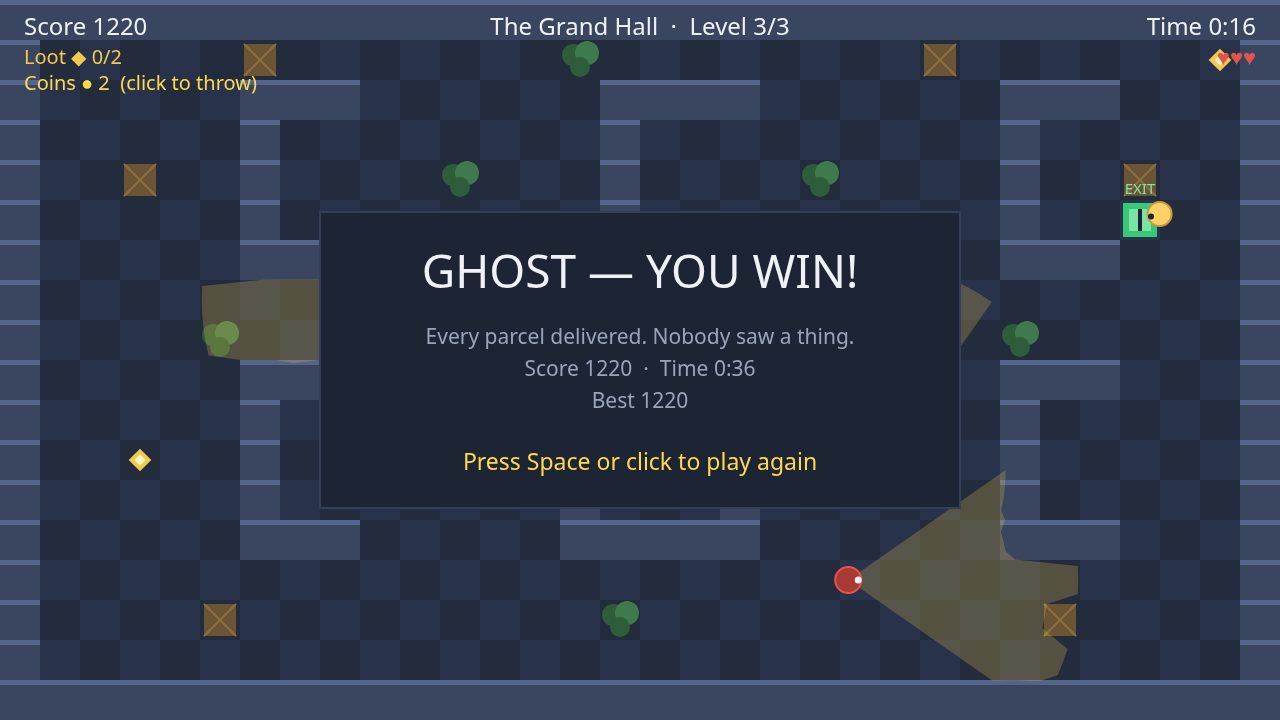 Score 1220
The Grand Hall · Level 3/3
Time 0:16
Loot ◆ 0/2
♥♥♥
Coins ● 2 (click to throw)
EXIT
GHOST — YOU WIN!
Every parcel delivered. Nobody saw a thing.
Score 1220 · Time 0:36
Best 1220
Press Space or click to play again